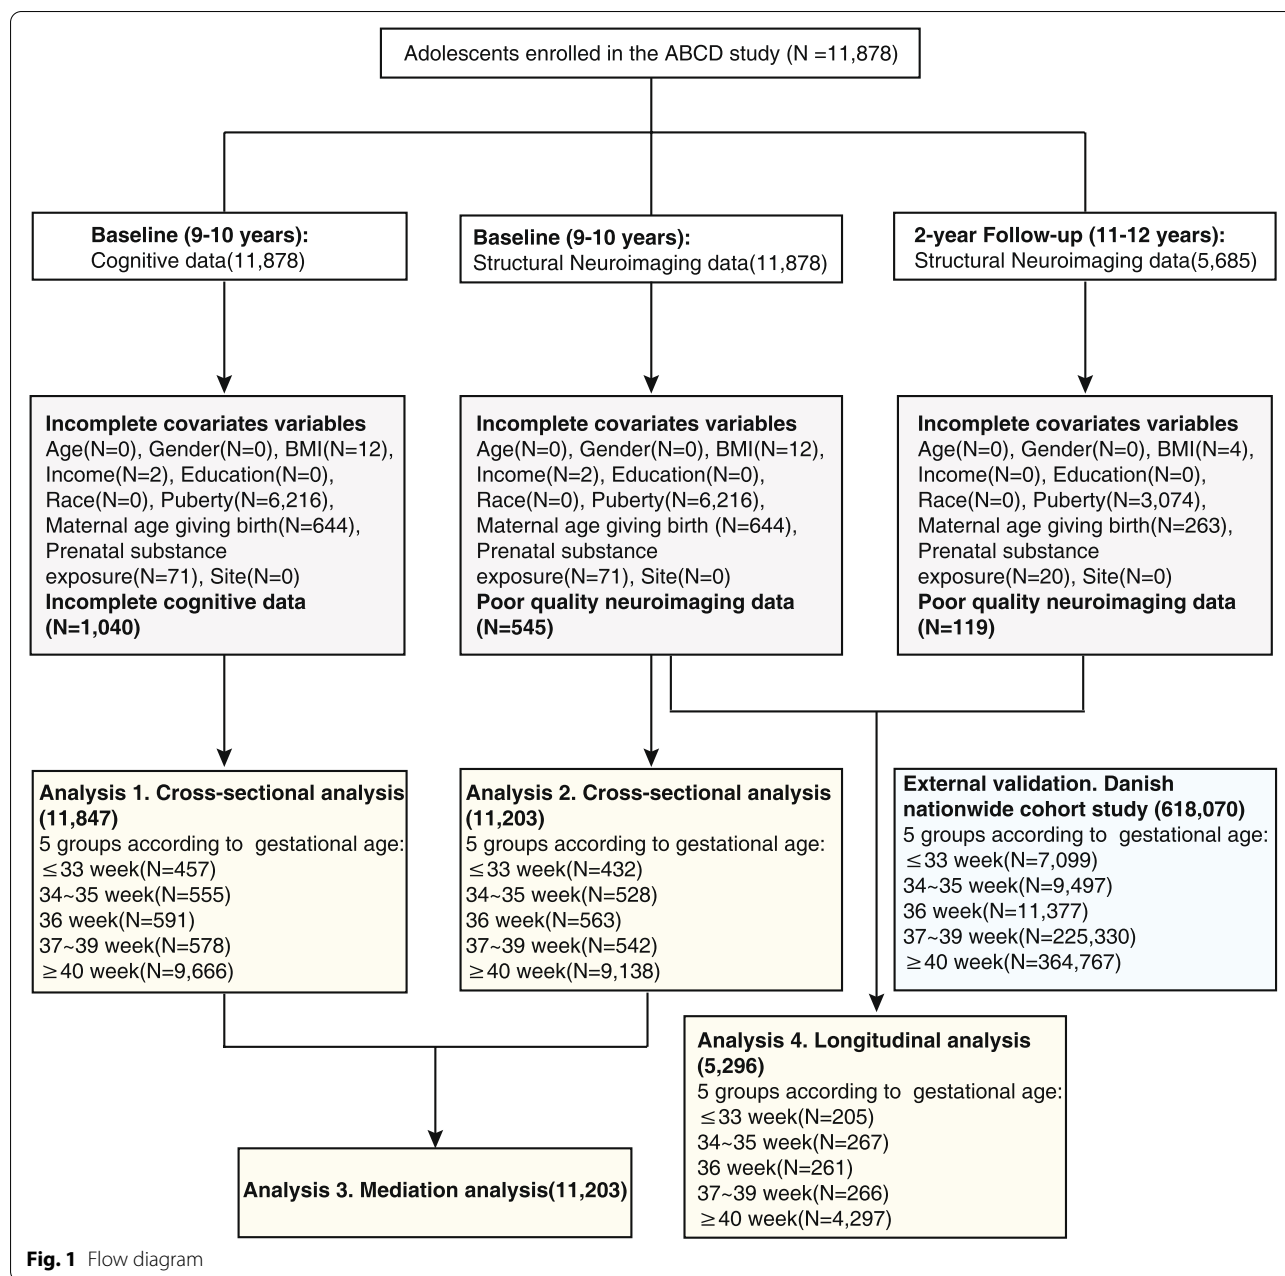 Adolescents enrolled in the ABCD study (N =11,878)
Baseline (9-10 years):
Cognitive data(11,878)
Baseline (9-10 years):
Structural Neuroimaging data(11,878)
2-year Follow-up (11-12 years):
Structural Neuroimaging data(5,685)
Incomplete covariates variables
Age(N=0), Gender(N=0), BMI(N=12),
Income(N=2), Education(N=0),
Race(N=0), Puberty(N=6,216),
Maternal age giving birth(N=644),
Prenatal substance
exposure(N=71), Site(N=0)
Incomplete cognitive data
(N=1,040)
Incomplete covariates variables
Age(N=0), Gender(N=0), BMI(N=12),
Income(N=2), Education(N=0),
Race(N=0), Puberty(N=6,216),
Maternal age giving birth (N=644),
Prenatal substance
exposure(N=71), Site(N=0)
Poor quality neuroimaging data
(N=545)
Incomplete covariates variables
Age(N=0), Gender(N=0), BMI(N=4),
Income(N=0), Education(N=0),
Race(N=0), Puberty(N=3,074),
Maternal age giving birth(N=263),
Prenatal substance
exposure(N=20), Site(N=0)
Poor quality neuroimaging data
(N=119)
Analysis 1. Cross-sectional analysis
(11,847)
5 groups according to  gestational age:
≤33 week(N=457)
34~35 week(N=555)
36 week(N=591)
37~39 week(N=578)
≥40 week(N=9,666)
Analysis 2. Cross-sectional analysis
(11,203)
5 groups according to gestational age:
≤33 week(N=432)
34~35 week(N=528)
36 week(N=563)
37~39 week(N=542)
≥40 week(N=9,138)
External validation. Danish
nationwide cohort study (618,070)
5 groups according to  gestational age:
≤33 week(N=7,099)
34~35 week(N=9,497)
36 week(N=11,377)
37~39 week(N=225,330)
≥40 week(N=364,767)
Analysis 4. Longitudinal analysis
(5,296)
5 groups according to  gestational age:
≤33 week(N=205)
34~35 week(N=267)
36 week(N=261)
37~39 week(N=266)
≥40 week(N=4,297)
Analysis 3. Mediation analysis(11,203)
Fig. 1 Flow diagram